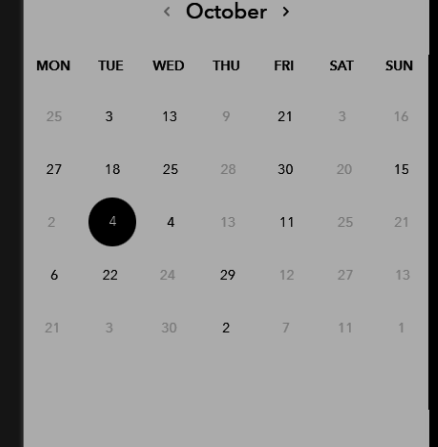 ‹ October ›
MON TUE WED THU FRI SAT SUN
25 3 13 9 21 3 16
27 18 25 28 30 20 15
2 4 4 13 11 25 21
6 22 24 29 12 27 13
21 3 30 2 7 11 1